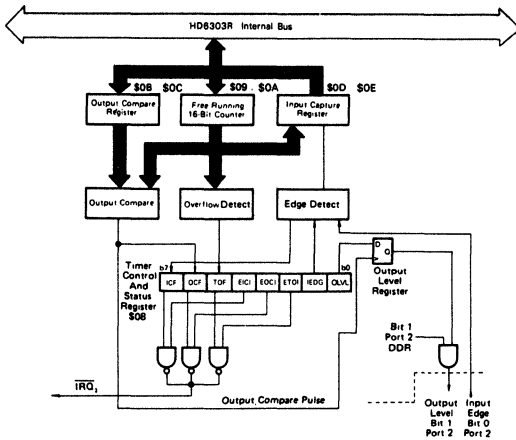 HD6303R Internal Bus
$0B $0C
$09 . $0A
$0D $0E
Output Compare
Register
Free Running
16-Bit Counter
Input Capture
Register
Output Compare
Overflow Detect
Edge Detect
Timer
Control
And
Status
Register
$08
b7
b0
ICF
OCF
TOF
EICI
EOCI
ETOI
IEDG
OLVL
D
Q
Output
Level
Register
Bit 1
Port 2
DDR
IRQ₂
Output Compare Pulse
Output
Level
Bit 1
Port 2
Input
Edge
Bit 0
Port 2